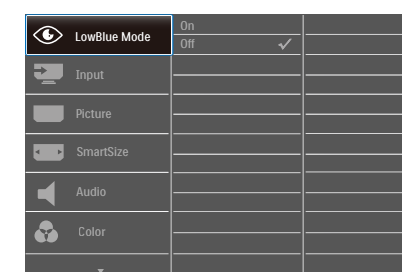 LowBlue Mode
On
Off
Input
Picture
SmartSize
Audio
Color